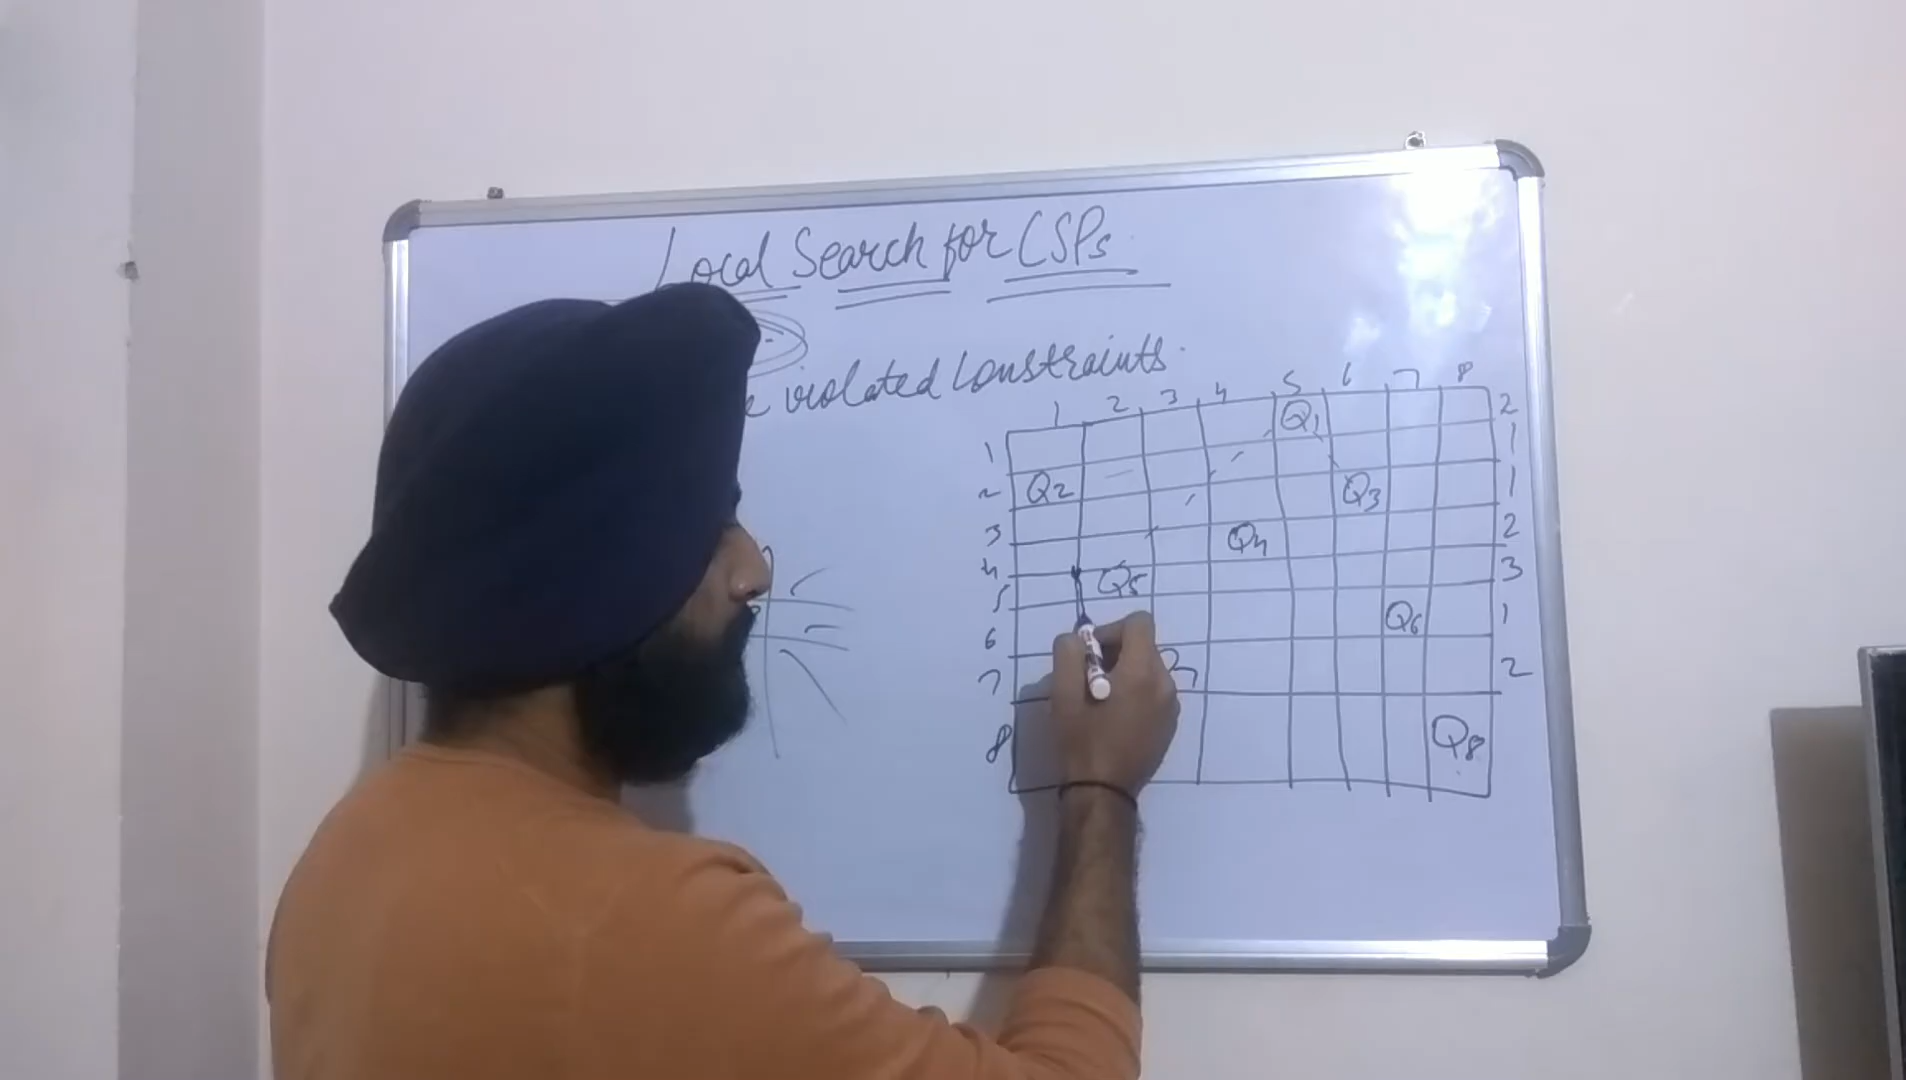 Local Search for CSPs
violated Constraints.
1 2 3 4 5 6 7 8
1 Q1 2
1
2 Q2 Q3 1
3 Q4 2
4 Q5 3
5
6 Q6 1
7 2
8 Q8